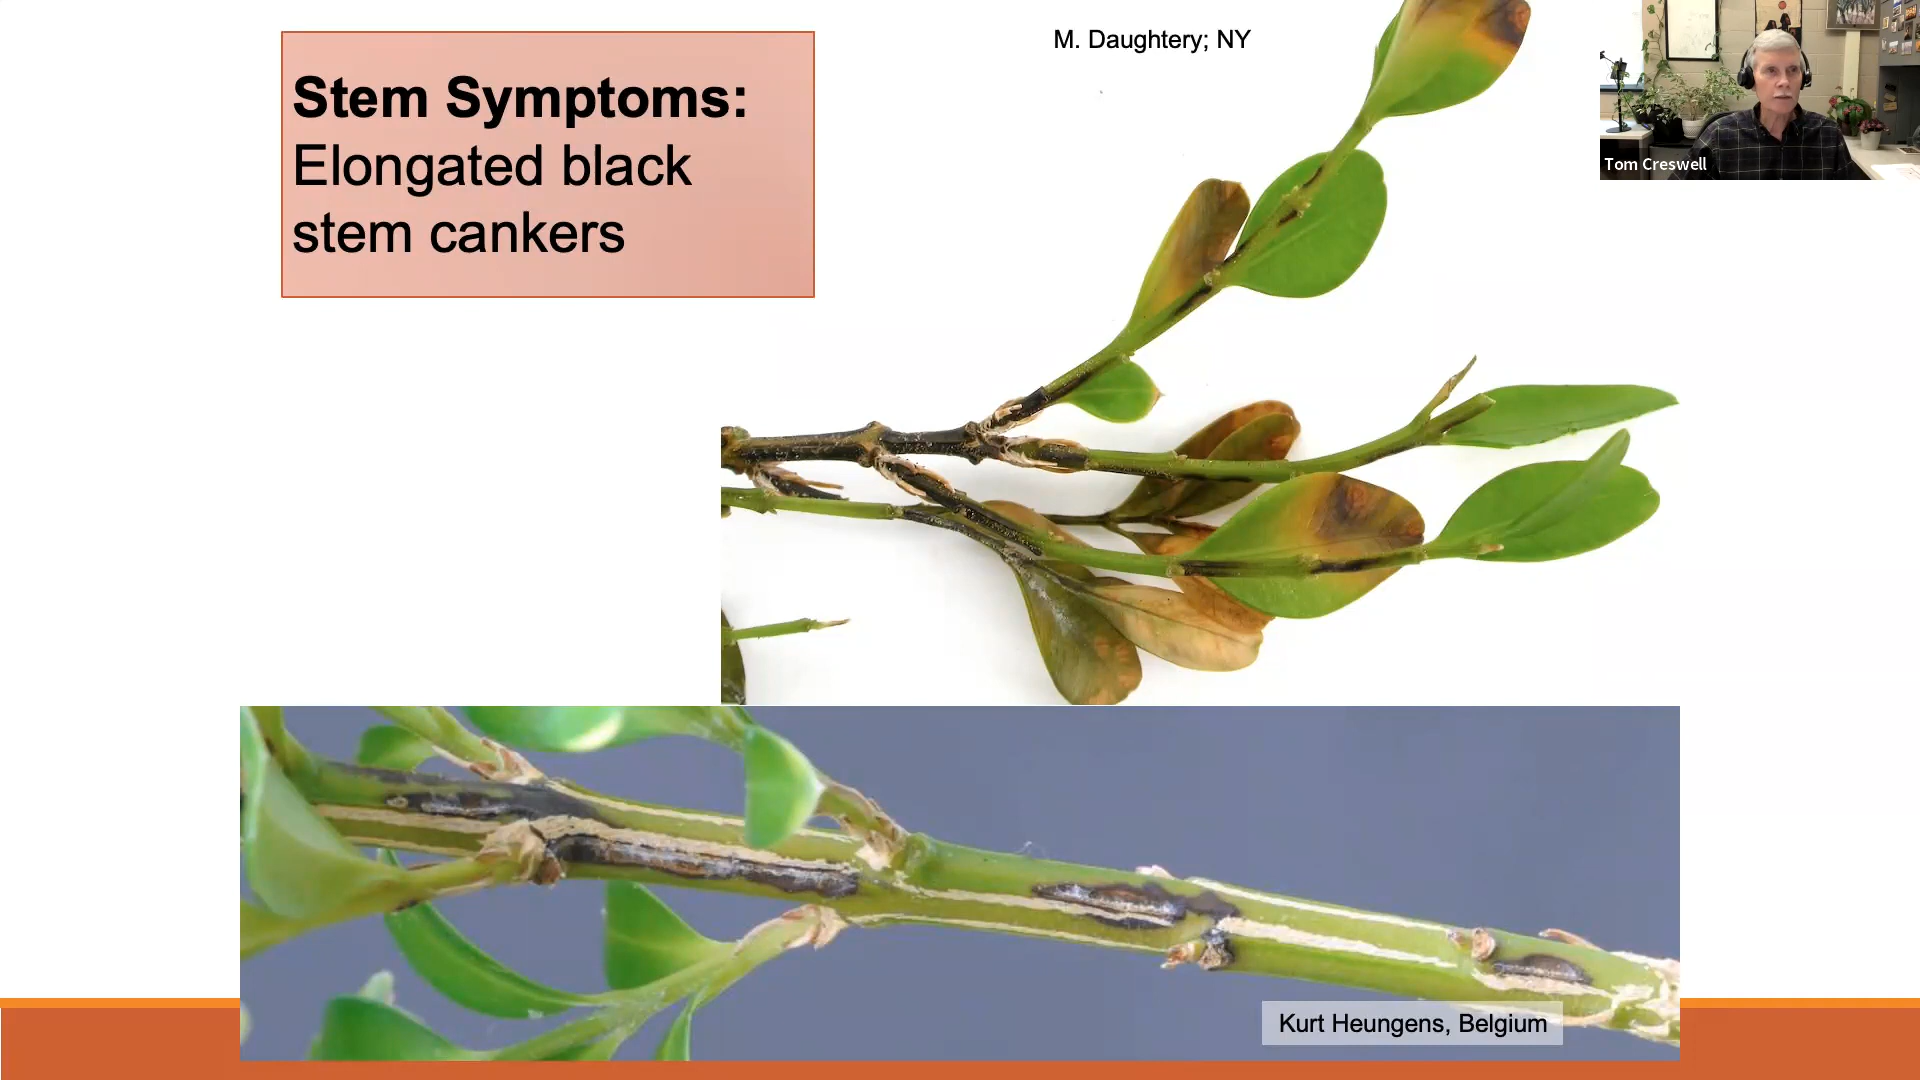 Stem Symptoms:
Elongated black
stem cankers
M. Daughtery; NY
Tom Creswell
Kurt Heungens, Belgium